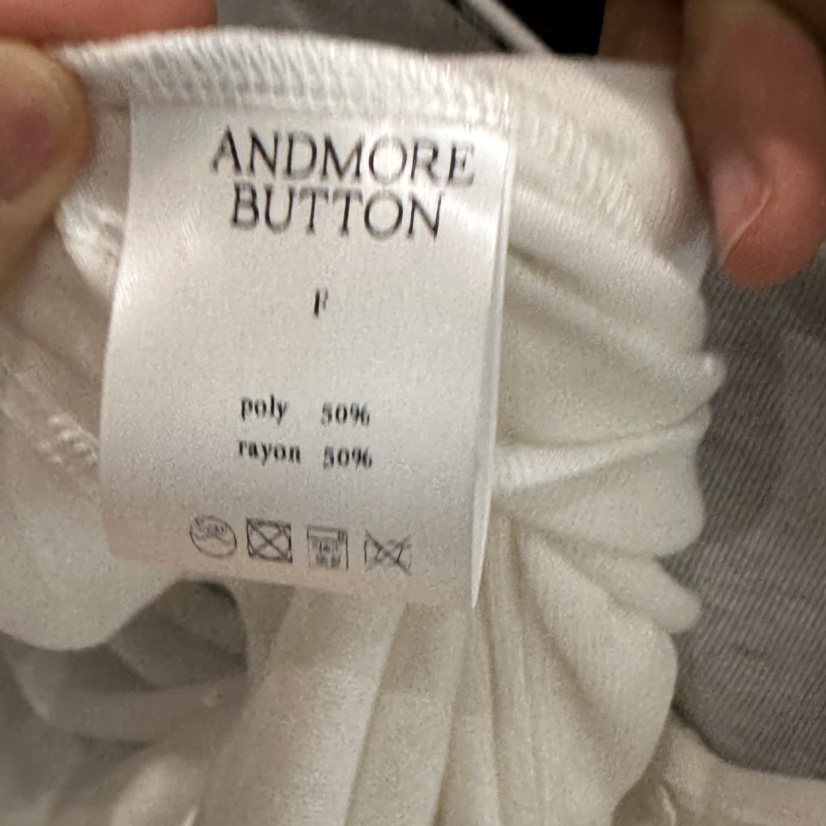 ANDMORE
BUTTON
F
poly 50%
rayon 50%